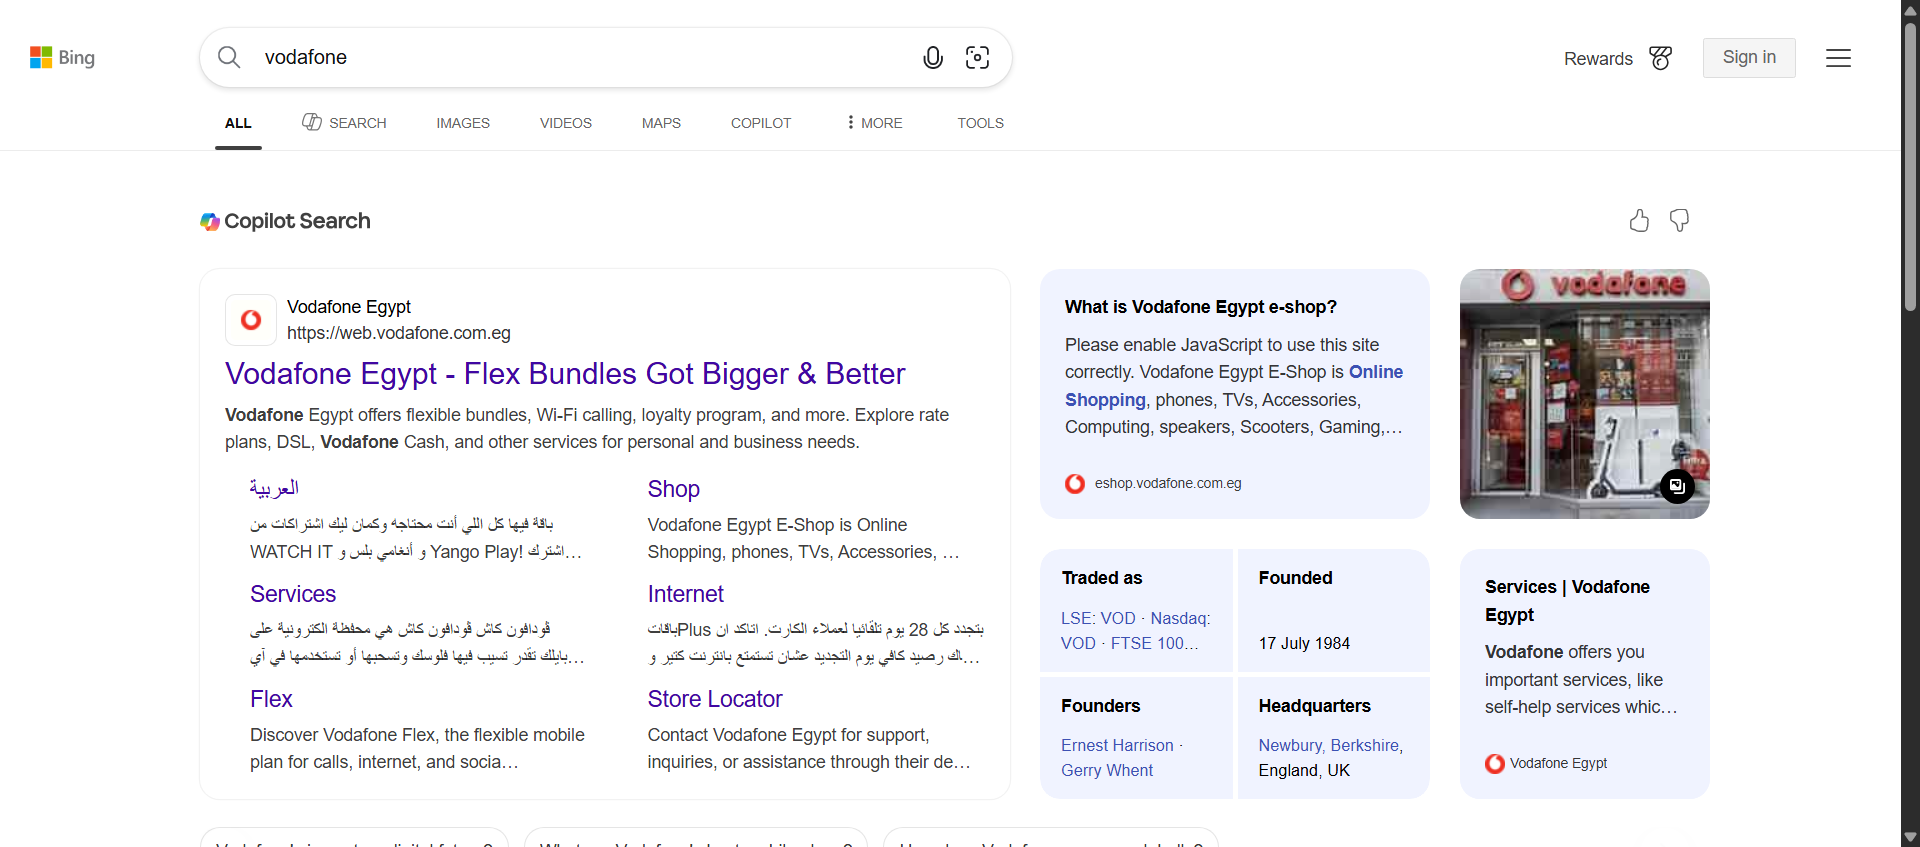 Bing
vodafone
Rewards
Sign in
ALL
SEARCH
IMAGES
VIDEOS
MAPS
COPILOT
MORE
TOOLS
Copilot Search
Vodafone Egypt
https://web.vodafone.com.eg
Vodafone Egypt - Flex Bundles Got Bigger & Better
Vodafone Egypt offers flexible bundles, Wi-Fi calling, loyalty program, and more. Explore rate
plans, DSL, Vodafone Cash, and other services for personal and business needs.
العربية
باقة فيها كل اللي أنت محتاجه وكمان ليك اشتراكات من
WATCH IT و أنغامي بلس و Yango Play! اشترك...
Shop
Vodafone Egypt E-Shop is Online
Shopping, phones, TVs, Accessories, ...
Services
ڤودافون كاش ڤودافون كاش هي محفظة الكترونية على
بايلك تقدر تسيب فيها فلوسك وتسحبها أو تستخدمها في آي...
Internet
باقات Plus بتجدد كل 28 يوم تلقائيا لعملاء الكارت. اتاكد ان
رصيد كافي يوم التجديد عشان تستمتع بانترنت كتير و...
Flex
Discover Vodafone Flex, the flexible mobile
plan for calls, internet, and socia...
Store Locator
Contact Vodafone Egypt for support,
inquiries, or assistance through their de...
What is Vodafone Egypt e-shop?
Please enable JavaScript to use this site
correctly. Vodafone Egypt E-Shop is Online
Shopping, phones, TVs, Accessories,
Computing, speakers, Scooters, Gaming,...
eshop.vodafone.com.eg
vodafone
Traded as
LSE: VOD · Nasdaq:
VOD · FTSE 100...
Founded
17 July 1984
Founders
Ernest Harrison ·
Gerry Whent
Headquarters
Newbury, Berkshire,
England, UK
Services | Vodafone
Egypt
Vodafone offers you
important services, like
self-help services whic...
Vodafone Egypt